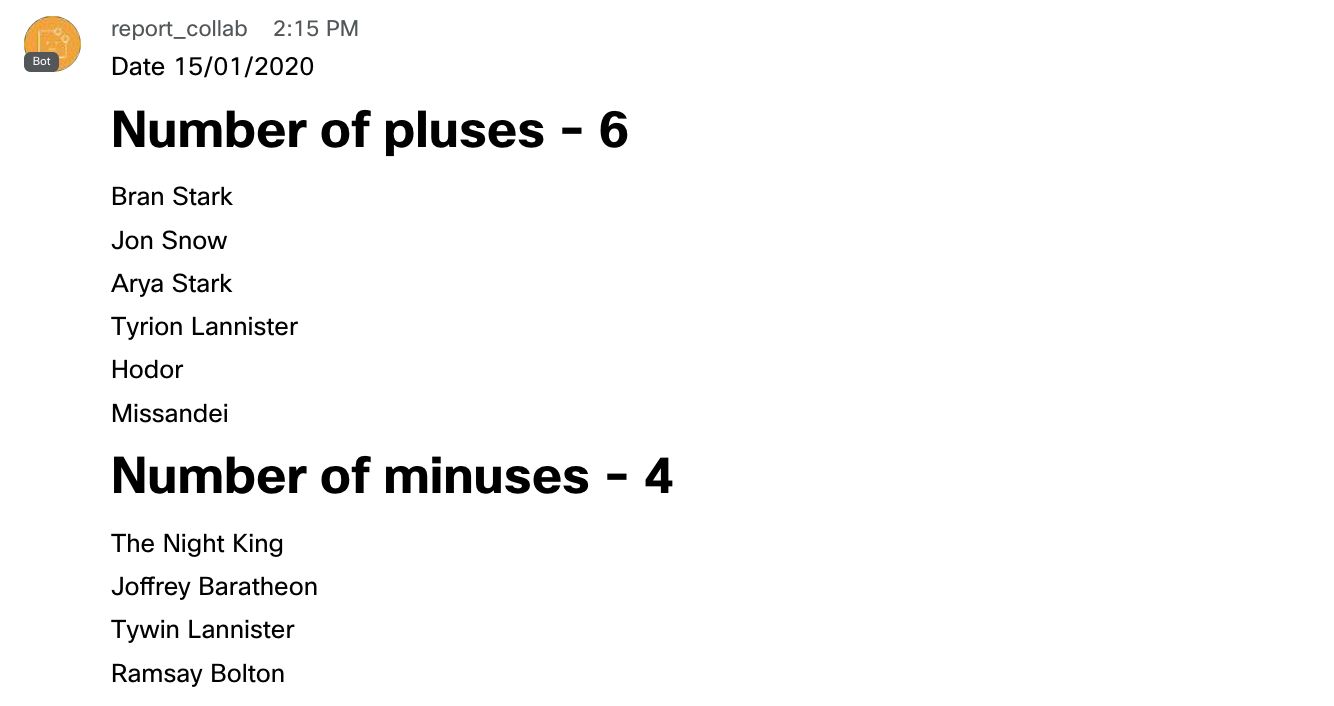 report_collab 2:15 PM
Bot
Date 15/01/2020
Number of pluses - 6
Bran Stark
Jon Snow
Arya Stark
Tyrion Lannister
Hodor
Missandei
Number of minuses - 4
The Night King
Joffrey Baratheon
Tywin Lannister
Ramsay Bolton